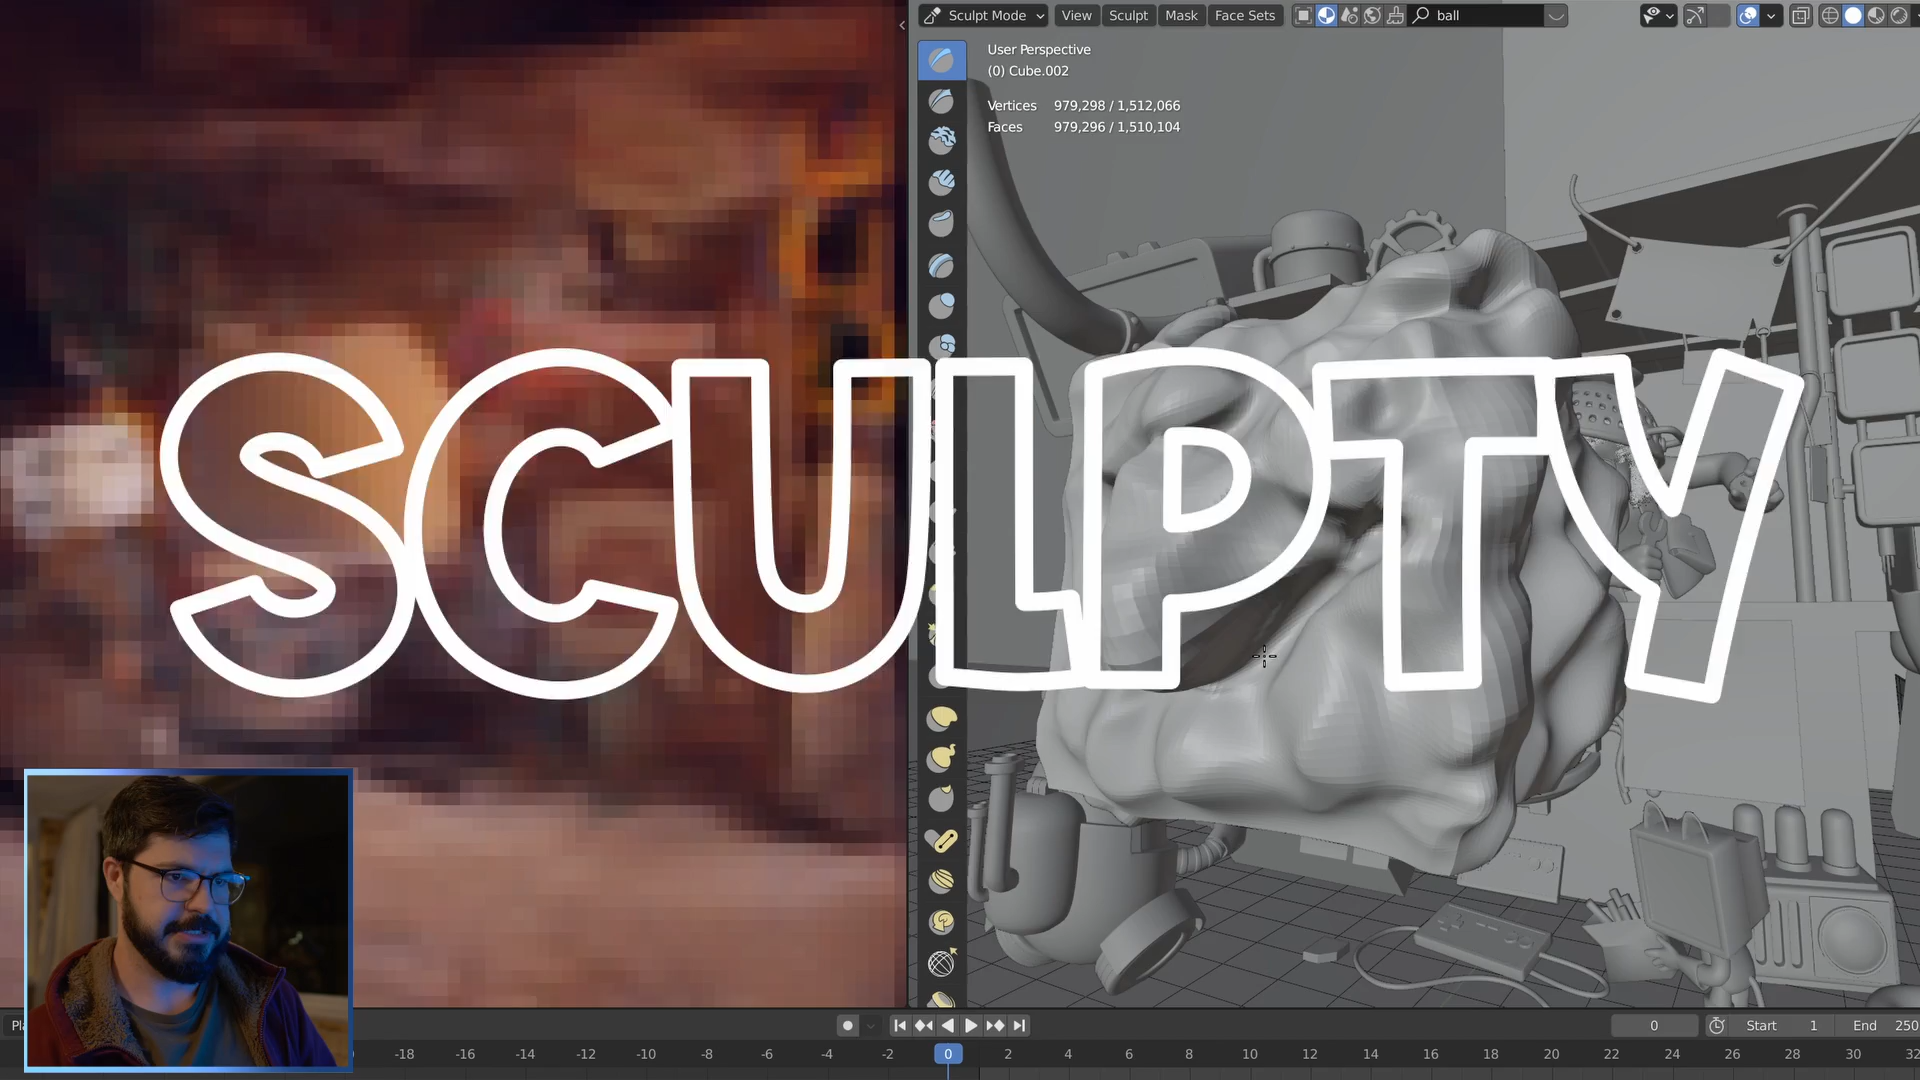 Sculpt Mode View Sculpt Mask Face Sets ball
User Perspective
(0) Cube.002
Vertices 979,298 / 1,512,066
Faces 979,296 / 1,510,104
SCULPTY
Pl
0 Start 1 End 250
-18 -16 -14 -12 -10 -8 -6 -4 -2 0 2 4 6 8 10 12 14 16 18 20 22 24 26 28 30 32